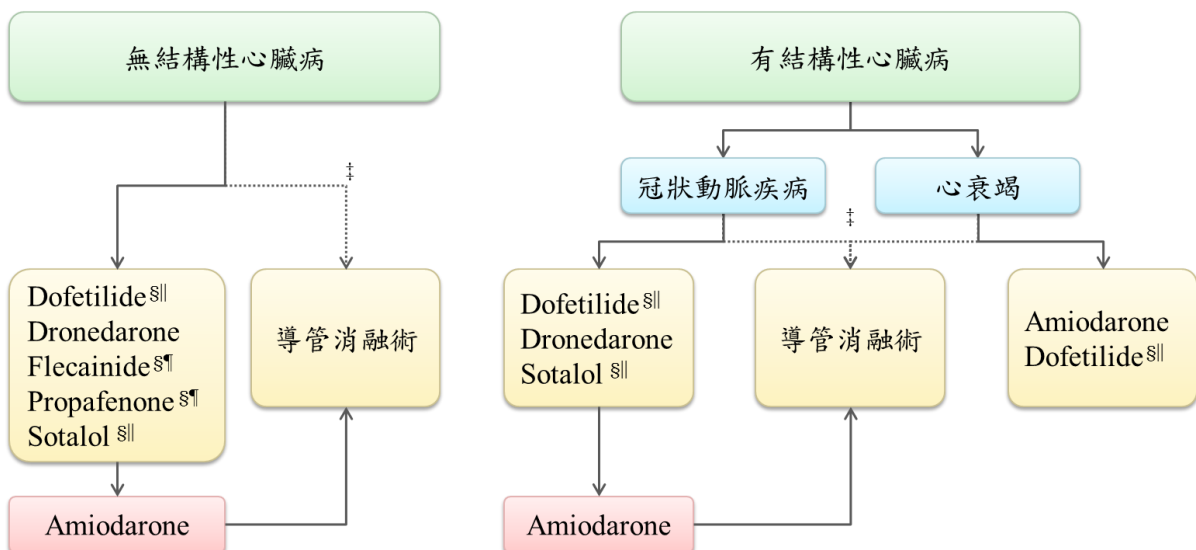 無結構性心臟病
‡
Dofetilide§||
Dronedarone
Flecainide§¶
Propafenone§¶
Sotalol§||
導管消融術
Amiodarone
有結構性心臟病
冠狀動脈疾病
心衰竭
‡
Dofetilide§||
Dronedarone
Sotalol§||
導管消融術
Amiodarone
Dofetilide§||
Amiodarone